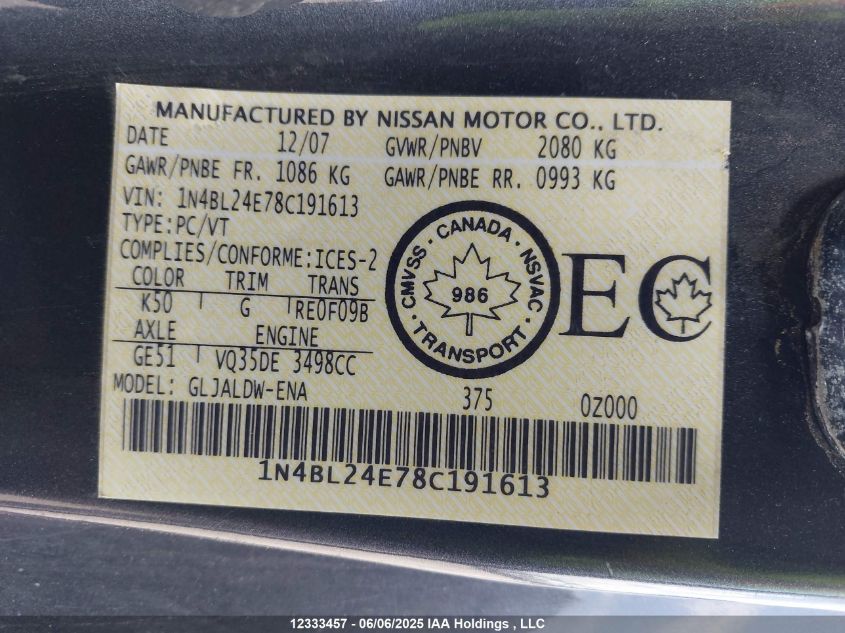 MANUFACTURED BY NISSAN MOTOR CO., LTD.
DATE 12/07 GVWR/PNBV 2080 KG
GAWR/PNBE FR. 1086 KG GAWR/PNBE RR. 0993 KG
VIN: 1N4BL24E78C191613
TYPE:PC/VT
COMPLIES/CONFORME:ICES-2
COLOR TRIM TRANS
K50 G RE0F09B
AXLE ENGINE
GE51 VQ35DE 3498CC
MODEL: GLJALDW-ENA 375 0Z000
CMVSS · CANADA · NSVAC · TRANSPORT ·
986
EC
1N4BL24E78C191613
12333457 - 06/06/2025 IAA Holdings , LLC